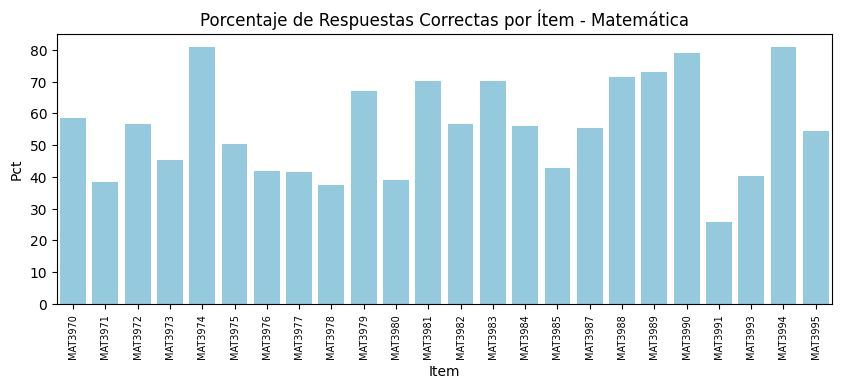 Porcentaje de Respuestas Correctas por Ítem - Matemática
Pct
80
70
60
50
40
30
20
10
0
MAT3970
MAT3971
MAT3972
MAT3973
MAT3974
MAT3975
MAT3976
MAT3977
MAT3978
MAT3979
MAT3980
MAT3981
MAT3982
MAT3983
MAT3984
MAT3985
MAT3987
MAT3988
MAT3989
MAT3990
MAT3991
MAT3993
MAT3994
MAT3995
Item